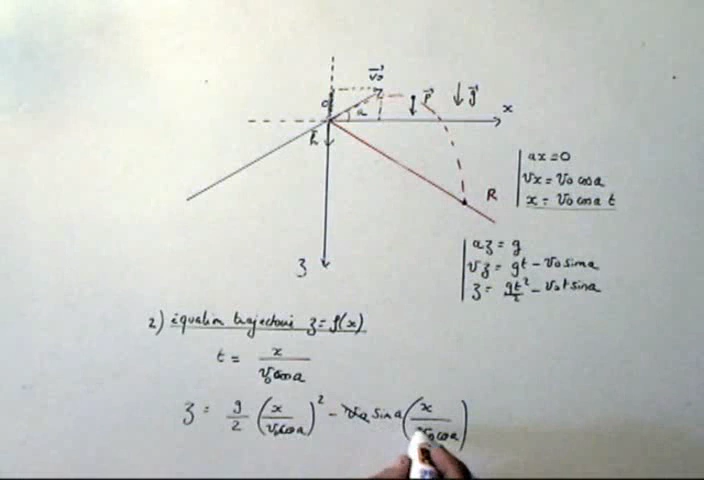 v₀
o
a
P
g
x
k
R
z
ax = 0
vx = v₀ cos a
x = v₀ cos a t
az = g
vz = gt - v₀ sin a
z = gt²/2 - v₀ t sin a
2) équation trajectoire z = f(x)
t = x / v₀ cos a
z = g/2 (x / v₀ cos a)² - v₀ sin a (x / v₀ cos a)